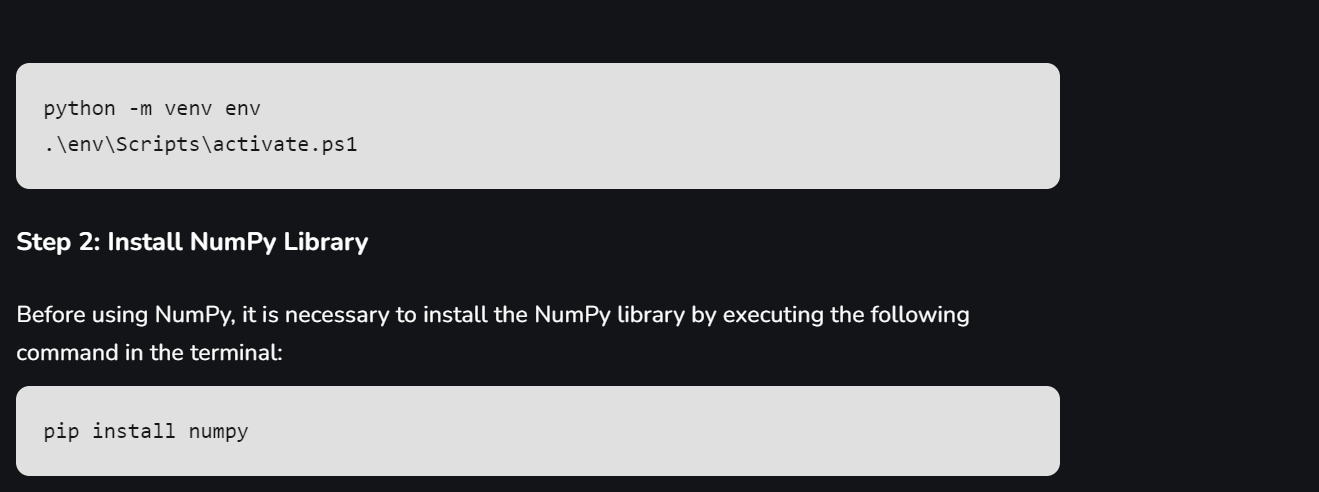 python -m venv env
.\env\Scripts\activate.ps1
Step 2: Install NumPy Library
Before using NumPy, it is necessary to install the NumPy library by executing the following
command in the terminal:
pip install numpy